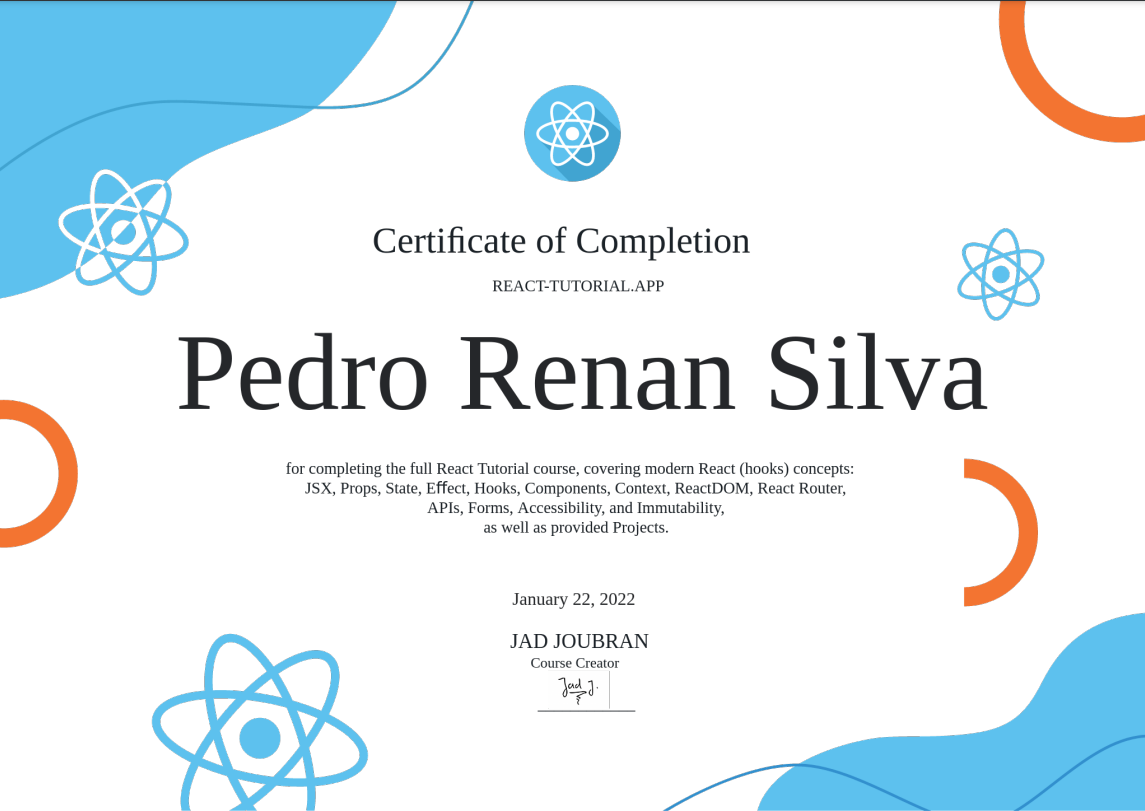 Certificate of Completion
REACT-TUTORIAL.APP
Pedro Renan Silva
for completing the full React Tutorial course, covering modern React (hooks) concepts:
JSX, Props, State, Effect, Hooks, Components, Context, ReactDOM, React Router,
APIs, Forms, Accessibility, and Immutability,
as well as provided Projects.
January 22, 2022
JAD JOUBRAN
Course Creator
Jad J.